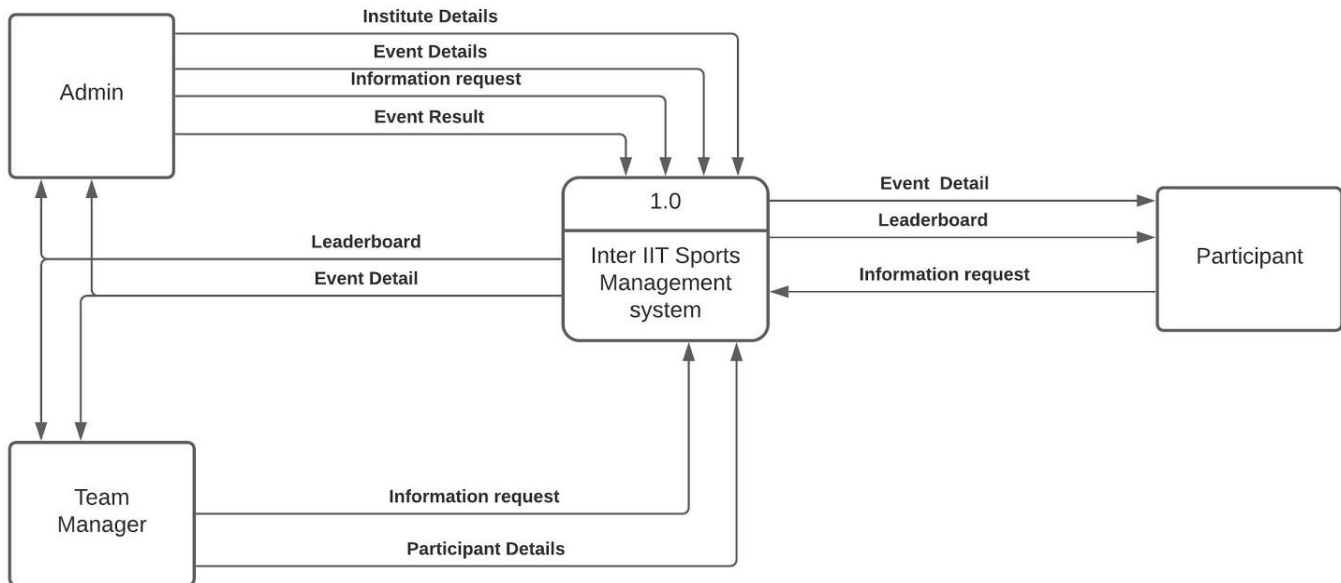 Institute Details
Event Details
Information request
Event Result
Admin
1.0
Inter IIT Sports
Management
system
Event  Detail
Leaderboard
Information request
Participant
Leaderboard
Event Detail
Team
Manager
Information request
Participant Details